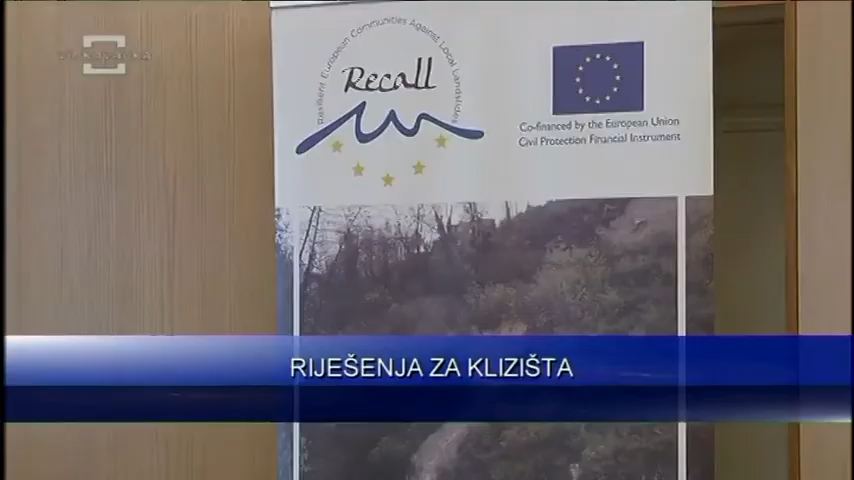 Resilient European Communities Against Local Landslides
Recall
Co-financed by the European Union
Civil Protection Financial Instrument
RIJEŠENJA ZA KLIZIŠTA